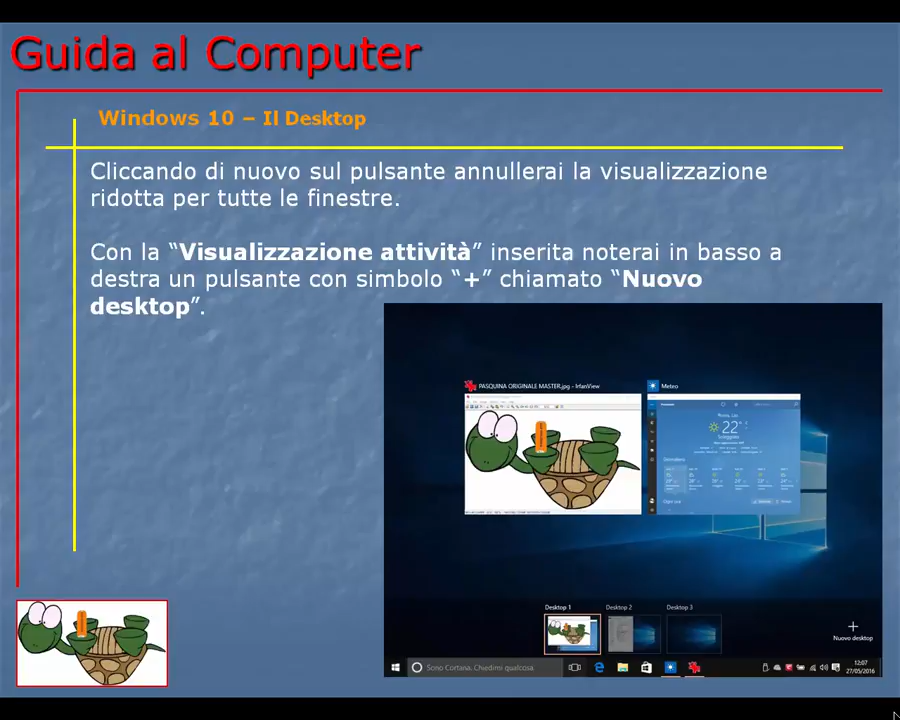 Guida al Computer
Windows 10 – Il Desktop
Cliccando di nuovo sul pulsante annullerai la visualizzazione
ridotta per tutte le finestre.
Con la “Visualizzazione attività” inserita noterai in basso a
destra un pulsante con simbolo “+” chiamato “Nuovo
desktop”.
PASQUINA ORIGINALE MASTER.jpg - IrfanView
Meteo
22°
Desktop 1
Desktop 2
Desktop 3
Nuovo desktop
Sono Cortana. Chiedimi qualcosa.
12:07
27/05/2016